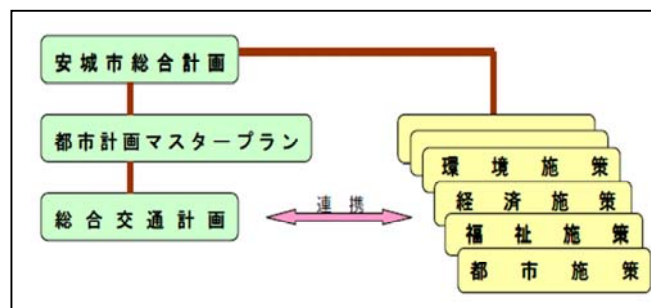 安城市総合計画
都市計画マスタープラン
総合交通計画
連携
環境施策
経済施策
福祉施策
都市施策